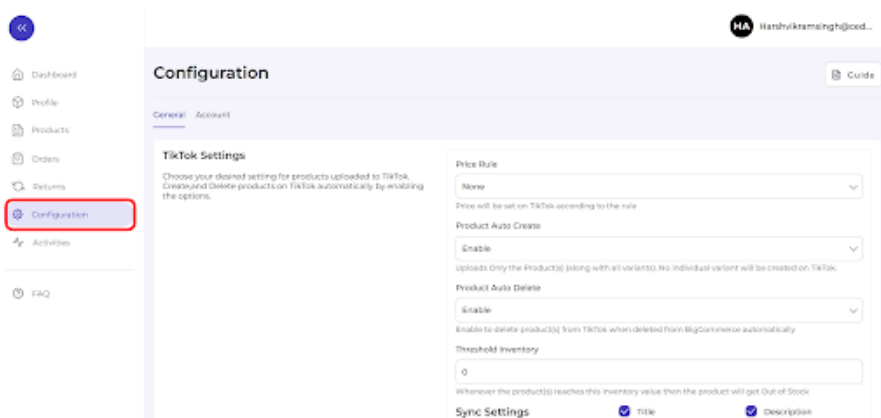 HA Harshvikramsingh@ced...
Dashboard
Profile
Products
Orders
Returns
Configuration
Activities
FAQ
Configuration
Guide
General Account
TikTok Settings
Choose your desired setting for products uploaded to TikTok.
Create,and Delete products on TikTok automatically by enabling
the options.
Price Rule
None
Price will be set on TikTok according to the rule
Product Auto Create
Enable
Uploads Only the Product(s) (along with all variants). No individual variant will be created on TikTok.
Product Auto Delete
Enable
Enable to delete product(s) from TikTok when deleted from BigCommerce automatically
Threshold Inventory
0
Whenever the product(s) reaches this inventory value then the product will get Out of Stock
Sync Settings Title Description